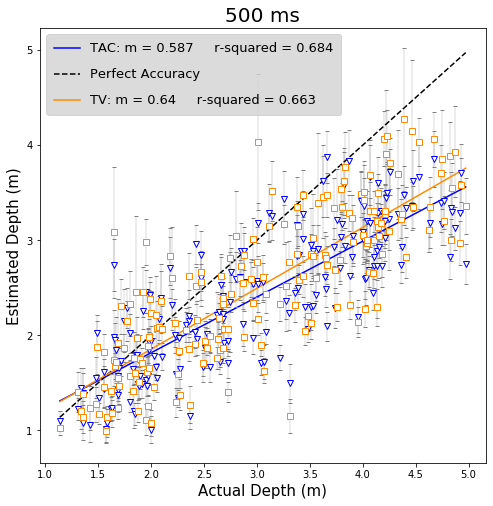 500 ms
TAC: m = 0.587 r-squared = 0.684
Perfect Accuracy
TV: m = 0.64 r-squared = 0.663
Estimated Depth (m)
5
4
3
2
1
1.0 1.5 2.0 2.5 3.0 3.5 4.0 4.5 5.0
Actual Depth (m)